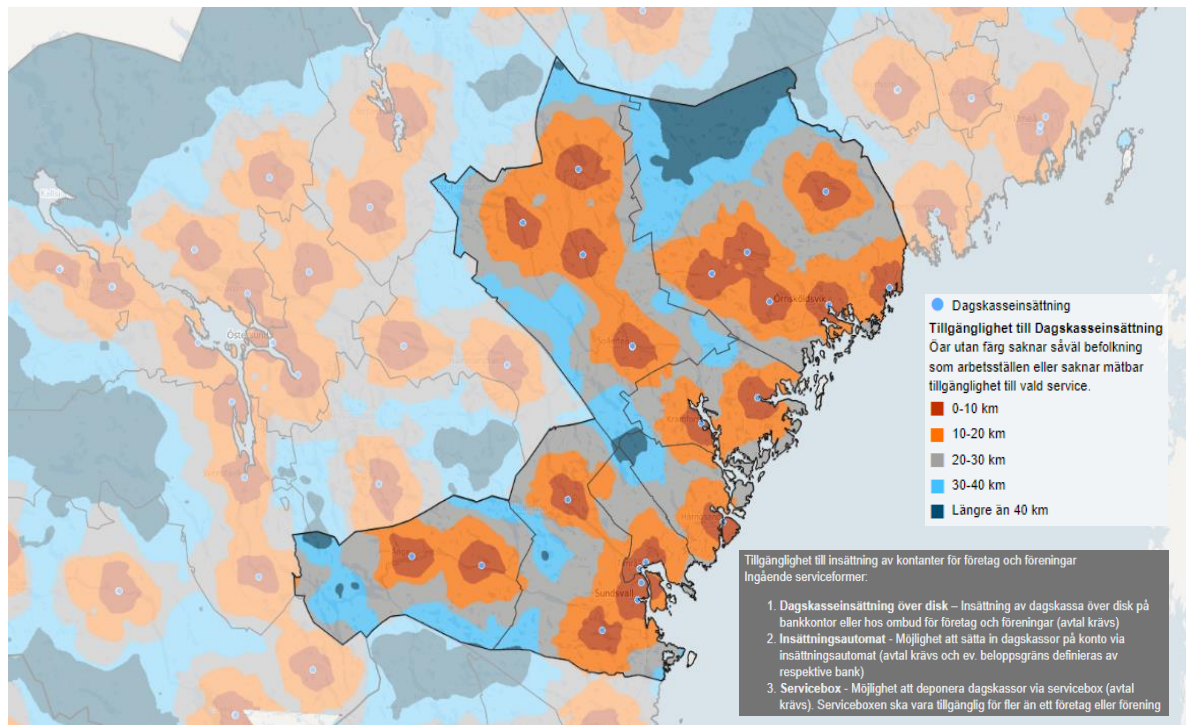 Östersund
Örnsköldsvik
Sollefteå
Kramfors
Härnösand
Sundsvall
Dagskasseinsättning
Tillgänglighet till Dagskasseinsättning
Öar utan färg saknar såväl befolkning
som arbetsställen eller saknar mätbar
tillgänglighet till vald service.
0-10 km
10-20 km
20-30 km
30-40 km
Längre än 40 km
Tillgänglighet till insättning av kontanter för företag och föreningar
Ingående serviceformer:
1. Dagskasseinsättning över disk – Insättning av dagskassa över disk på
bankkontor eller hos ombud för företag och föreningar (avtal krävs)
2. Insättningsautomat - Möjlighet att sätta in dagskassor på konto via
insättningsautomat (avtal krävs och ev. beloppsgräns definieras av
respektive bank)
3. Servicebox - Möjlighet att deponera dagskassor via servicebox (avtal
krävs). Serviceboxen ska vara tillgänglig för fler än ett företag eller förening